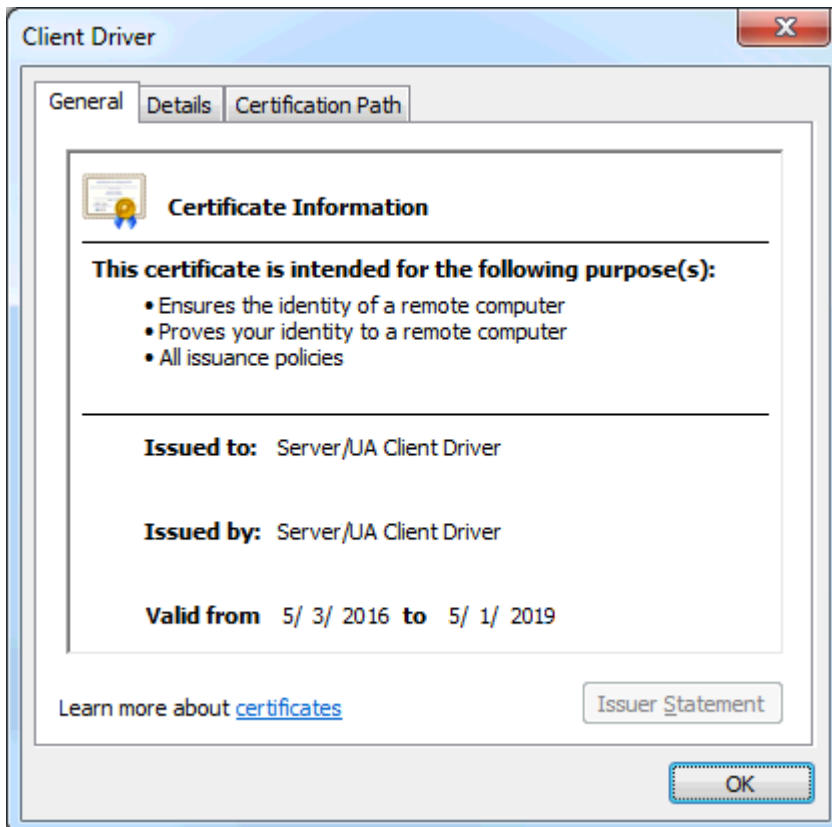 Client Driver
General Details Certification Path
Certificate Information
This certificate is intended for the following purpose(s):
• Ensures the identity of a remote computer
• Proves your identity to a remote computer
• All issuance policies
Issued to: Server/UA Client Driver
Issued by: Server/UA Client Driver
Valid from 5/ 3/ 2016 to 5/ 1/ 2019
Learn more about certificates
Issuer Statement
OK